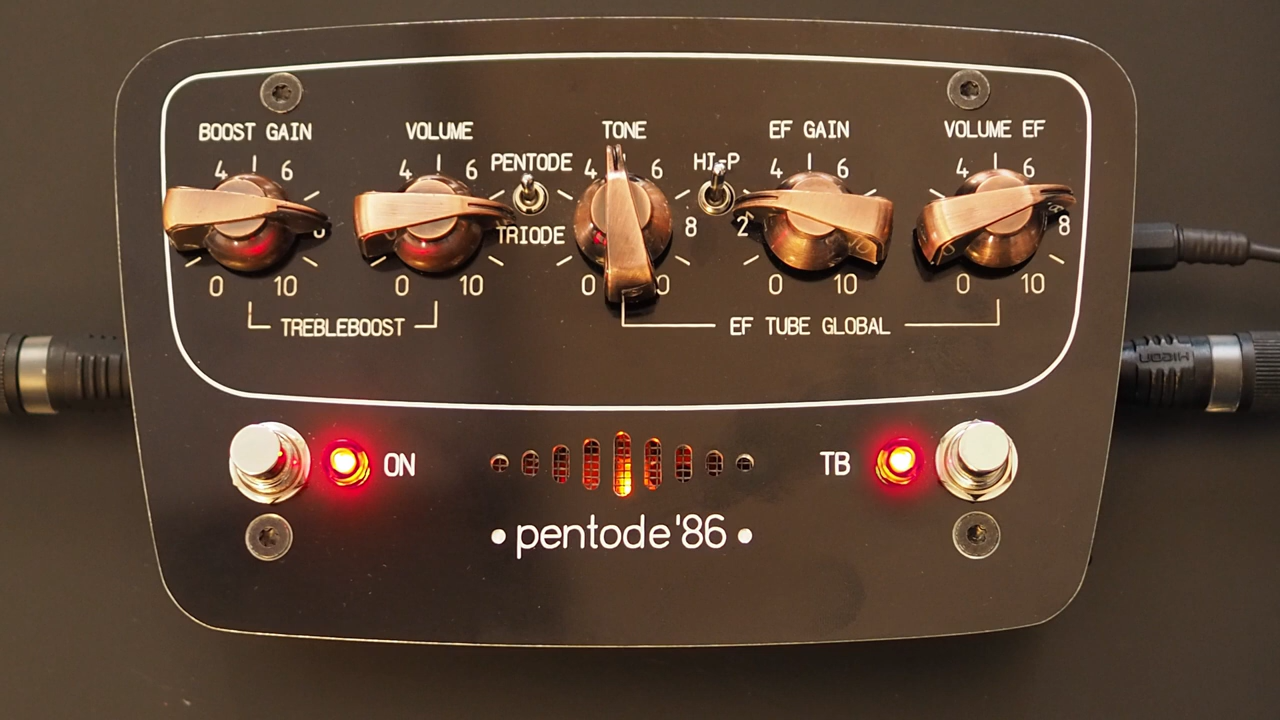 BOOST GAIN VOLUME TONE EF GAIN VOLUME EF
PENTODE HI-P
4 6 4 6 4 6 4 6 4 6
TRIODE 8 2 8
0 10 0 10 0 0 10 0 10
TREBLEBOOST EF TUBE GLOBAL
ON TB
• pentode'86 •
HICON